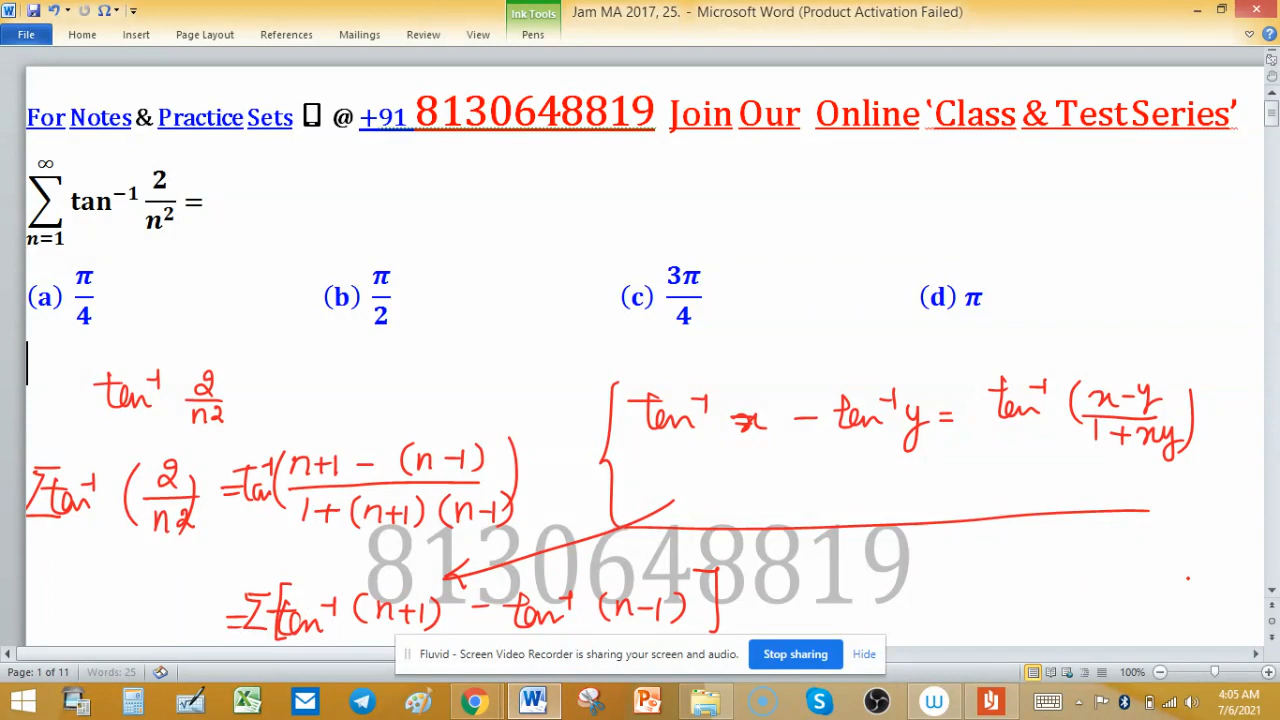 Jam MA 2017, 25. - Microsoft Word (Product Activation Failed)
Ink Tools
File Home Insert Page Layout References Mailings Review View Pens
For Notes & Practice Sets @ +91 8130648819 Join Our Online ‘Class & Test Series’
∞
∑ tan⁻¹ 2/n² =
n=1
(a) π/4 (b) π/2 (c) 3π/4 (d) π
tan⁻¹ 2/n²
tan⁻¹ x - tan⁻¹ y = tan⁻¹ (x-y/1+xy)
Σtan⁻¹ (2/n²) = tan⁻¹(n+1 - (n-1)/1+(n+1)(n-1))
8130648819
=Σ[tan⁻¹ (n+1) - tan⁻¹ (n-1)]
Fluvid - Screen Video Recorder is sharing your screen and audio. Stop sharing Hide
Page: 1 of 11 Words: 25 100%
4:05 AM
7/6/2021